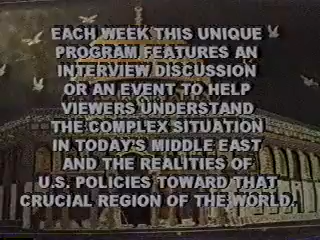 EACH WEEK THIS UNIQUE
PROGRAM FEATURES AN
INTERVIEW DISCUSSION
OR AN EVENT TO HELP
VIEWERS UNDERSTAND
THE COMPLEX SITUATION
IN TODAY'S MIDDLE EAST
AND THE REALITIES OF
U.S. POLICIES TOWARD THAT
CRUCIAL REGION OF THE WORLD.